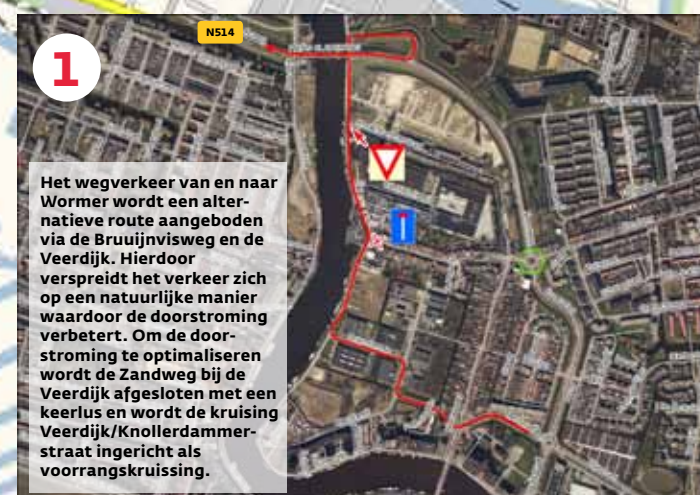 N514
1
Het wegverkeer van en naar
Wormer wordt een alter-
natieve route aangeboden
via de Bruuijnvisweg en de
Veerdijk. Hierdoor
verspreidt het verkeer zich
op een natuurlijke manier
waardoor de doorstroming
verbetert. Om de door-
stroming te optimaliseren
wordt de Zandweg bij de
Veerdijk afgesloten met een
keerlus en wordt de kruising
Veerdijk/Knollerdammer-
straat ingericht als
voorrangskruissing.